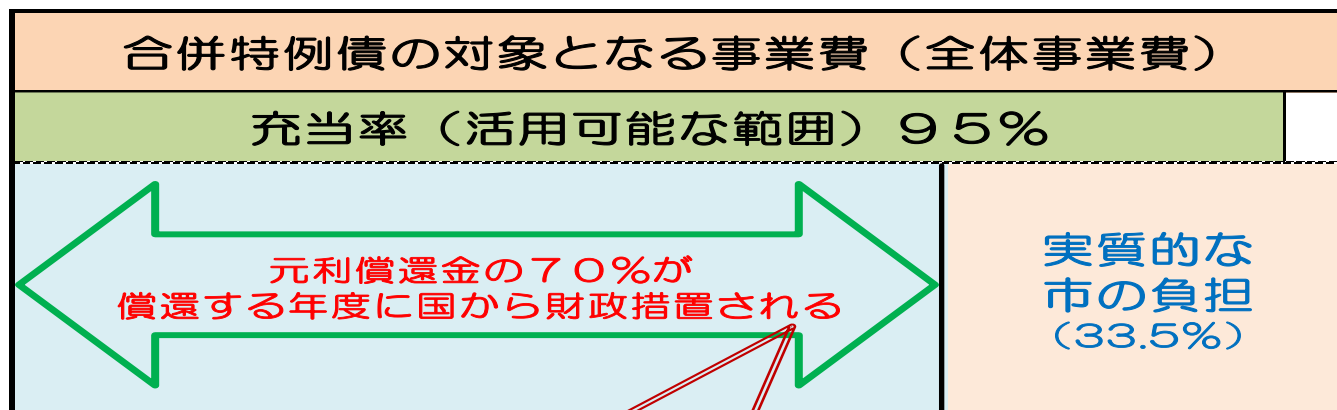 合併特例債の対象となる事業費（全体事業費）
充当率（活用可能な範囲）９５％
元利償還金の７０％が
償還する年度に国から財政措置される
実質的な
市の負担
（33.5％）